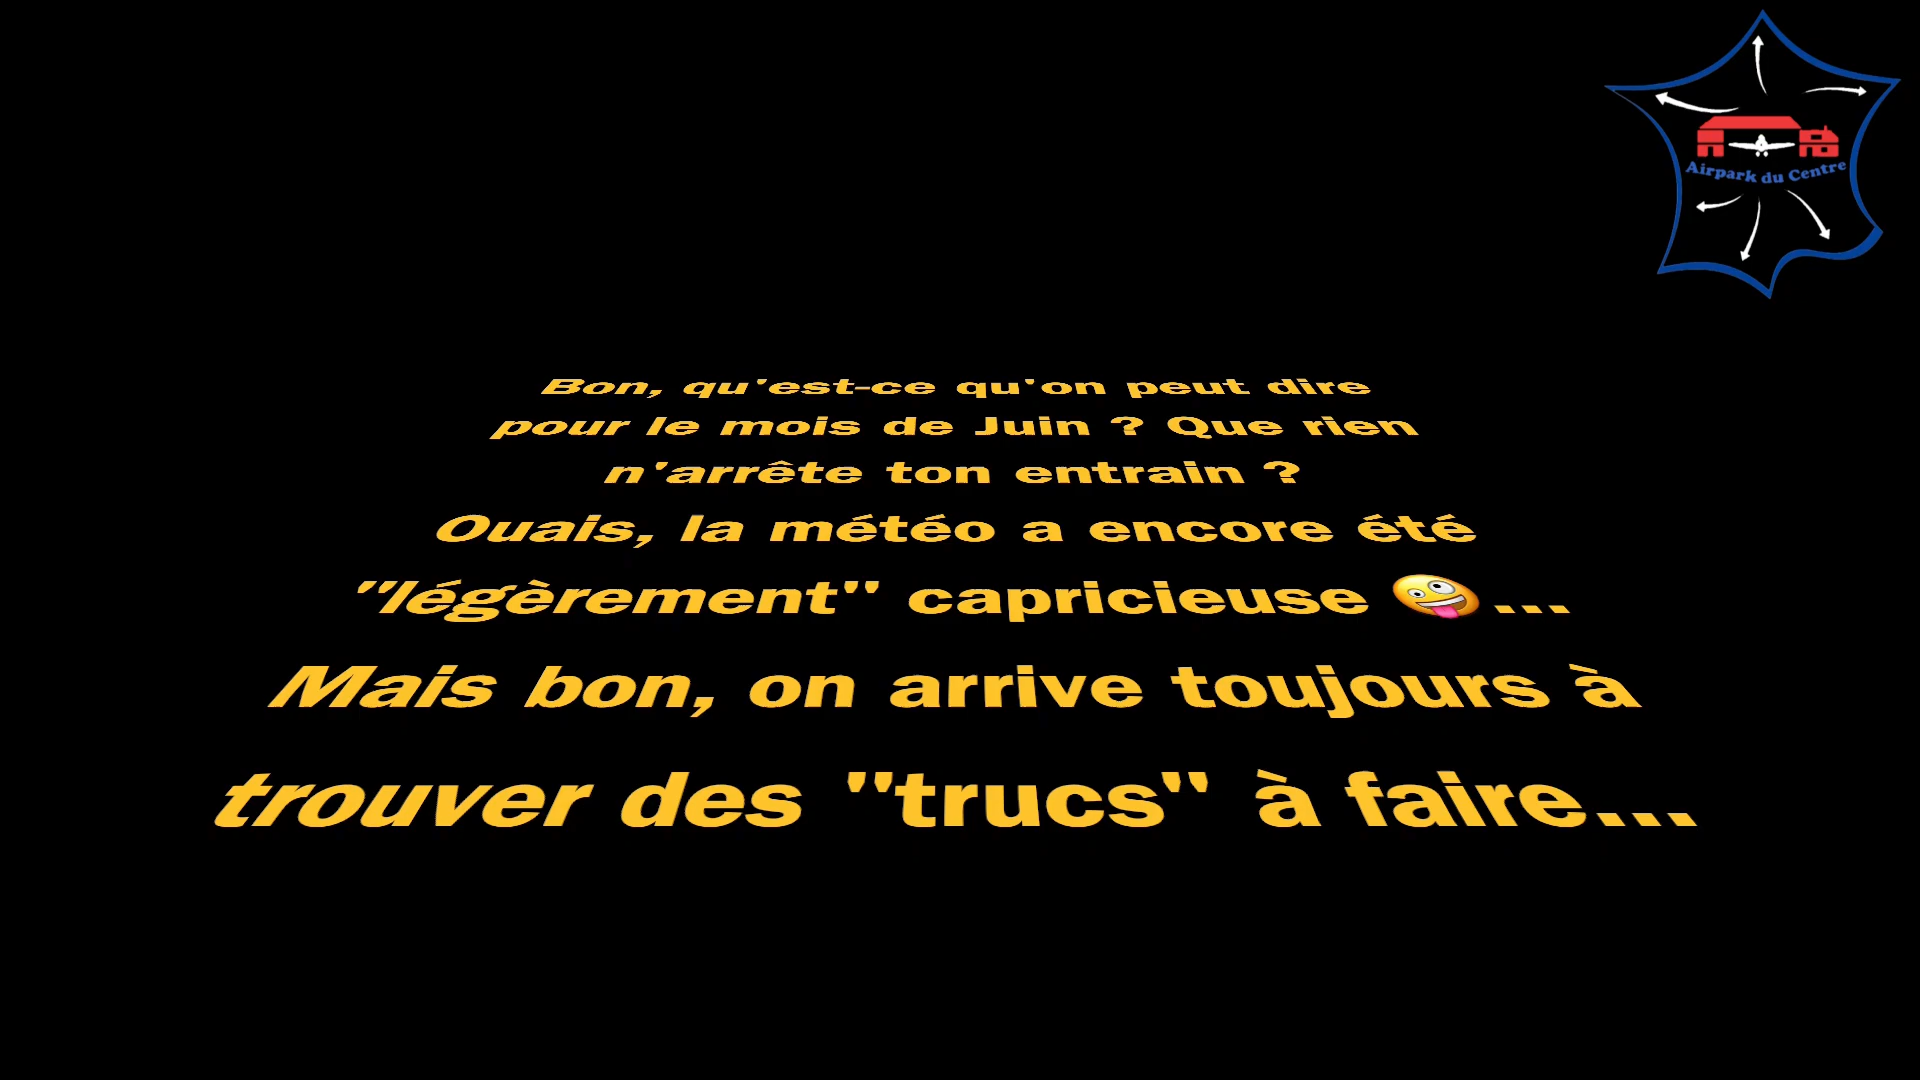 Airpark du Centre
Bon, qu'est-ce qu'on peut dire
pour le mois de Juin ? Que rien
n'arrête ton entrain ?
Ouais, la météo a encore été
"légèrement" capricieuse 🤪...
Mais bon, on arrive toujours à
trouver des "trucs" à faire...